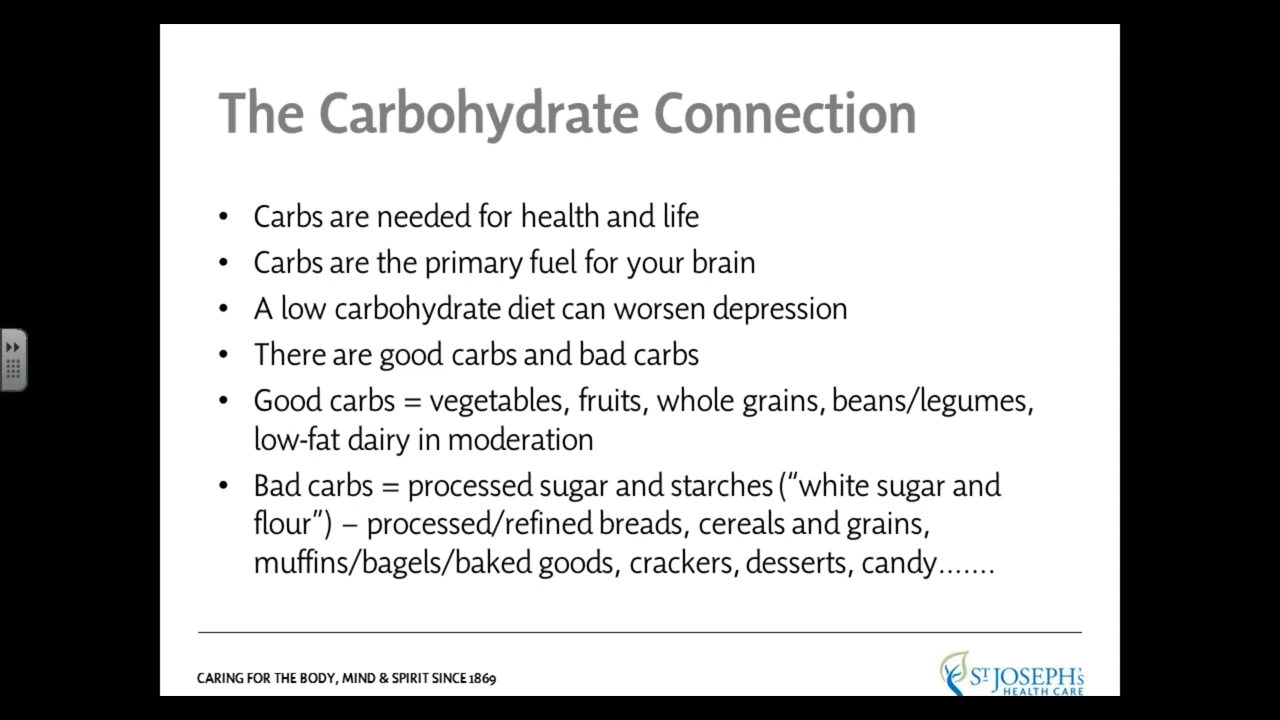 The Carbohydrate Connection
• Carbs are needed for health and life
• Carbs are the primary fuel for your brain
• A low carbohydrate diet can worsen depression
• There are good carbs and bad carbs
• Good carbs = vegetables, fruits, whole grains, beans/legumes,
low-fat dairy in moderation
• Bad carbs = processed sugar and starches (“white sugar and
flour”) – processed/refined breads, cereals and grains,
muffins/bagels/baked goods, crackers, desserts, candy…….
CARING FOR THE BODY, MIND & SPIRIT SINCE 1869
ST JOSEPH'S
HEALTH CARE